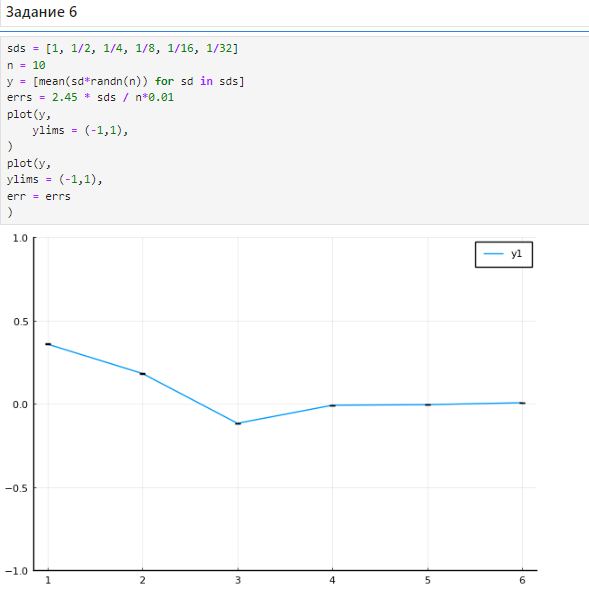 Задание 6
sds = [1, 1/2, 1/4, 1/8, 1/16, 1/32]
n = 10
y = [mean(sd*randn(n)) for sd in sds]
errs = 2.45 * sds / n*0.01
plot(y,
ylims = (-1,1),
)
plot(y,
ylims = (-1,1),
err = errs
)
1.0
y1
0.5
0.0
−0.5
−1.0
1 2 3 4 5 6